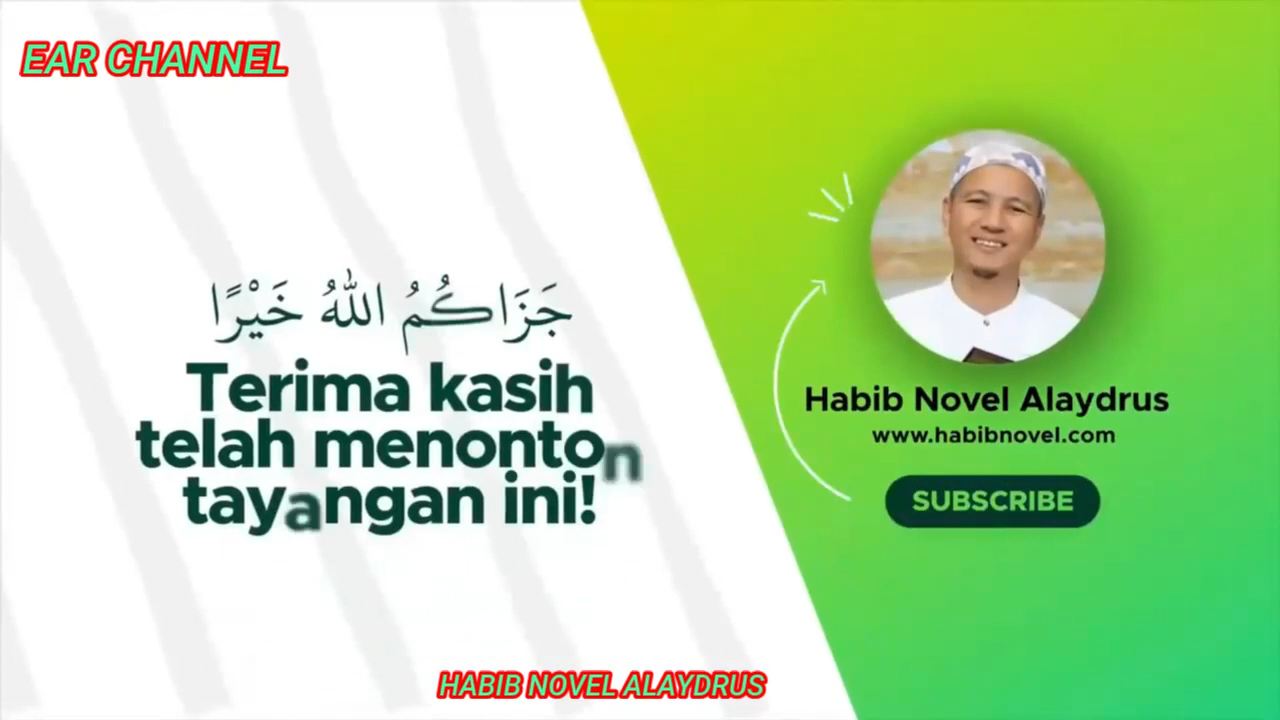 EAR CHANNEL
جَزَاكُمُ اللّٰهُ خَيْرًا
Terima kasih
telah menonton
tayangan ini!
Habib Novel Alaydrus
www.habibnovel.com
SUBSCRIBE
HABIB NOVEL ALAYDRUS